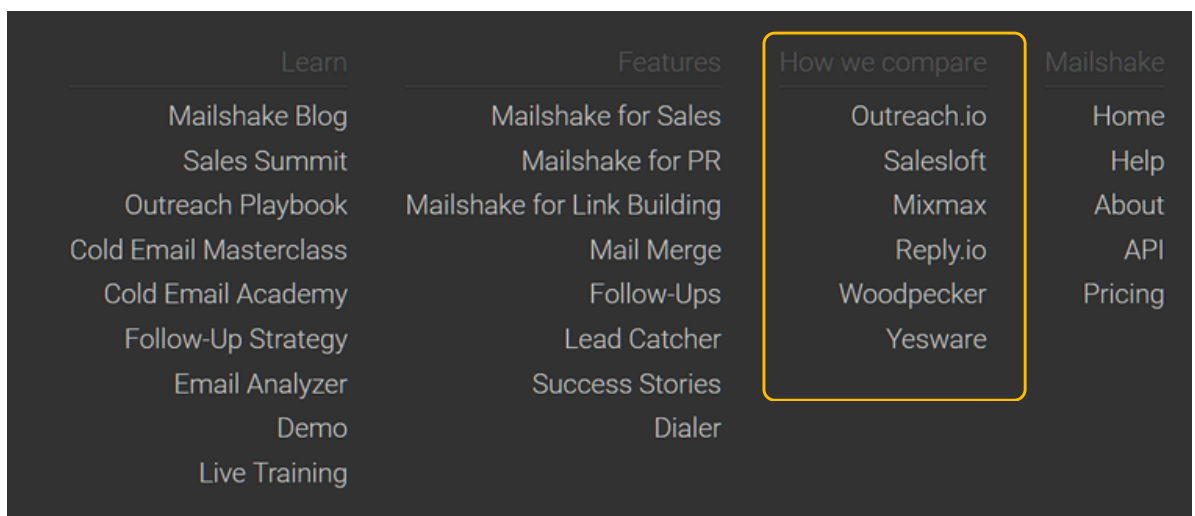 Learn
Mailshake Blog
Sales Summit
Outreach Playbook
Cold Email Masterclass
Cold Email Academy
Follow-Up Strategy
Email Analyzer
Demo
Live Training
Features
Mailshake for Sales
Mailshake for PR
Mailshake for Link Building
Mail Merge
Follow-Ups
Lead Catcher
Success Stories
Dialer
How we compare
Outreach.io
Salesloft
Mixmax
Reply.io
Woodpecker
Yesware
Mailshake
Home
Help
About
API
Pricing